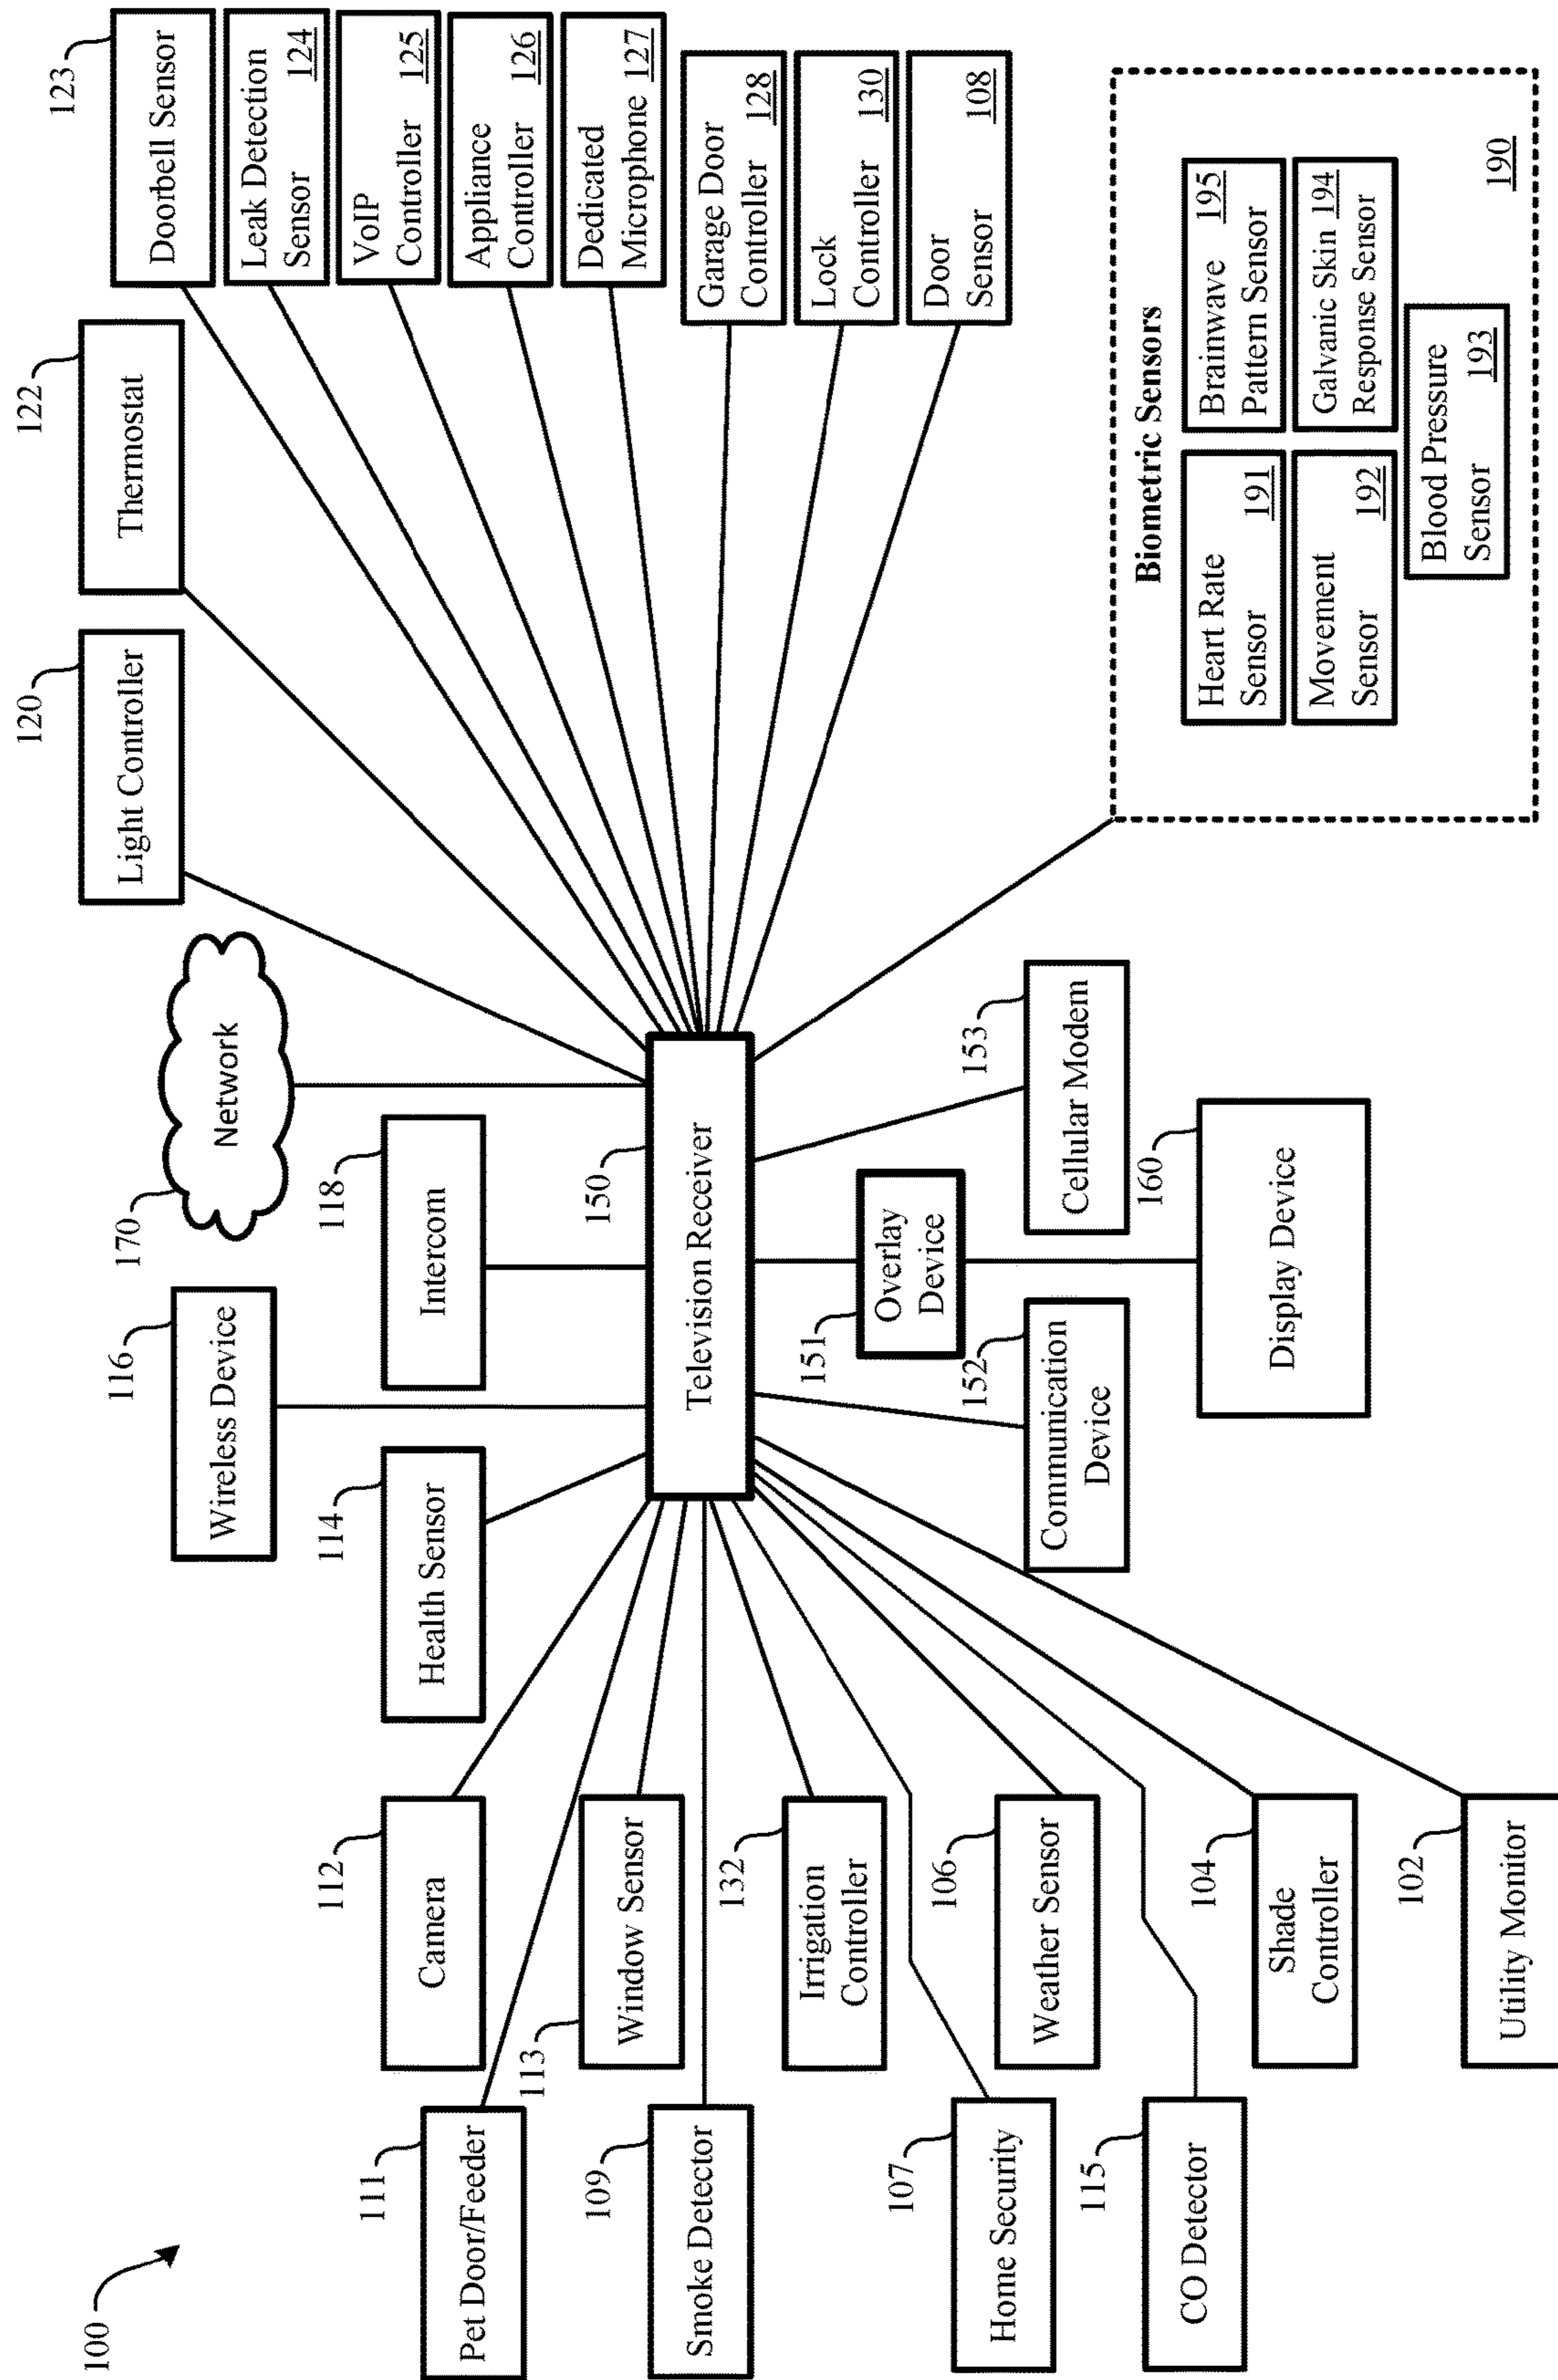 100
170
Network
116
Wireless Device
120
Light Controller
122
Thermostat
123
Doorbell Sensor
Leak Detection
Sensor 124
VoIP
Controller 125
Appliance
Controller 126
Dedicated
Microphone 127
Garage Door
Controller 128
Lock
Controller 130
Door
Sensor 108
112
Camera
114
Health Sensor
118
Intercom
111
Pet Door/Feeder
113
Window Sensor
109
Smoke Detector
150
Television Receiver
132
Irrigation
Controller
151
Overlay
Device
107
Home Security
106
Weather Sensor
152
Communication
Device
153
Cellular Modem
115
CO Detector
104
Shade
Controller
160
Display Device
102
Utility Monitor
Biometric Sensors
Heart Rate
Sensor 191
Brainwave 195
Pattern Sensor
Movement
Sensor 192
Galvanic Skin 194
Response Sensor
Blood Pressure
Sensor 193
190